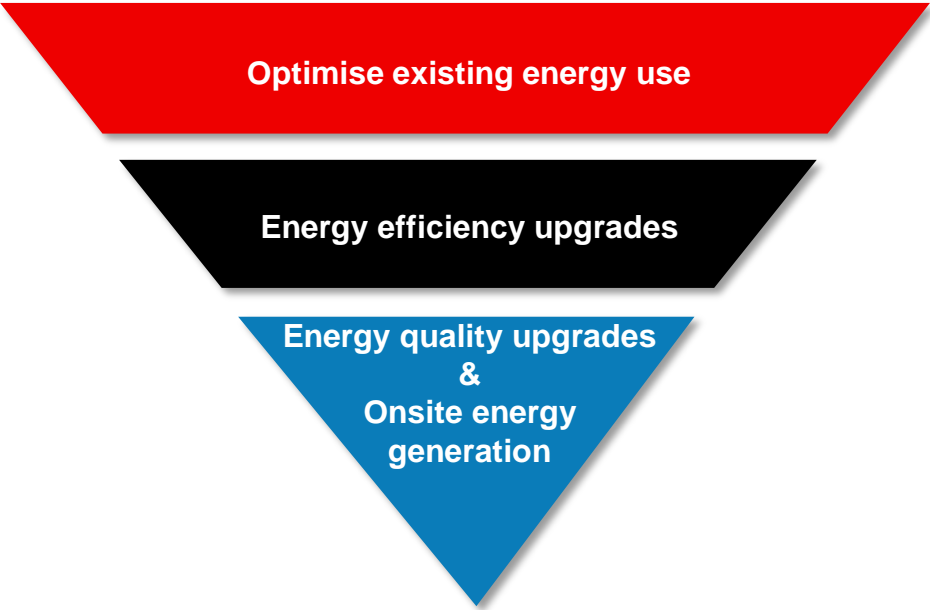 Optimise existing energy use
Energy efficiency upgrades
Energy quality upgrades
&
Onsite energy
generation